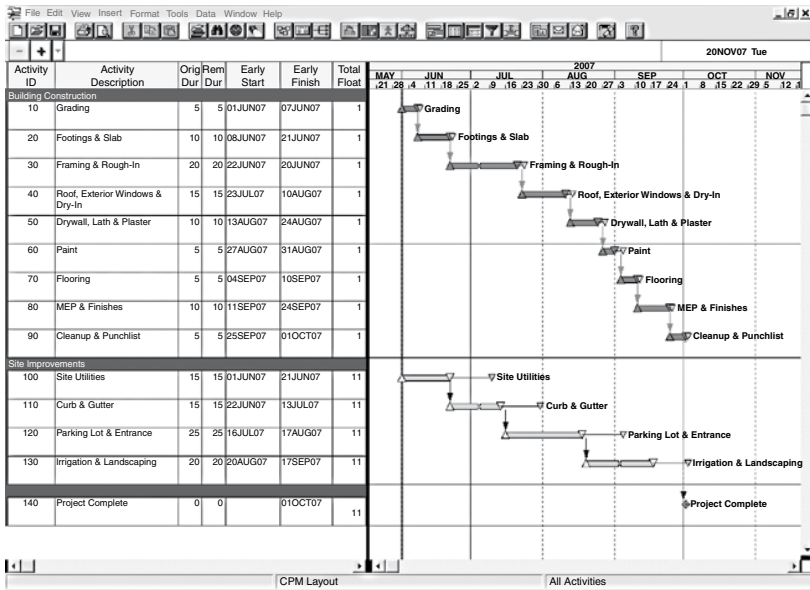 File Edit View Insert Format Tools Data Window Help
20NOV07 Tue
Activity ID Activity Description Orig Dur Rem Dur Early Start Early Finish Total Float
2007
MAY JUN JUL AUG SEP OCT NOV
21 28 4 11 18 25 2 9 16 23 30 6 13 20 27 3 10 17 24 1 8 15 22 29 5 12 1
Building Construction
10 Grading 5 5 01JUN07 07JUN07 1 Grading
20 Footings & Slab 10 10 08JUN07 21JUN07 1 Footings & Slab
30 Framing & Rough-In 20 20 22JUN07 20JUN07 1 Framing & Rough-In
40 Roof, Exterior Windows & Dry-In 15 15 23JUL07 10AUG07 1 Roof, Exterior Windows & Dry-In
50 Drywall, Lath & Plaster 10 10 13AUG07 24AUG07 1 Drywall, Lath & Plaster
60 Paint 5 5 27AUG07 31AUG07 1 Paint
70 Flooring 5 5 04SEP07 10SEP07 1 Flooring
80 MEP & Finishes 10 10 11SEP07 24SEP07 1 MEP & Finishes
90 Cleanup & Punchlist 5 5 25SEP07 01OCT07 1 Cleanup & Punchlist
Site Improvements
100 Site Utilities 15 15 01JUN07 21JUN07 11 Site Utilities
110 Curb & Gutter 15 15 22JUN07 13JUL07 11 Curb & Gutter
120 Parking Lot & Entrance 25 25 16JUL07 17AUG07 11 Parking Lot & Entrance
130 Irrigation & Landscaping 20 20 20AUG07 17SEP07 11 Irrigation & Landscaping
140 Project Complete 0 0 01OCT07 11 Project Complete
CPM Layout All Activities